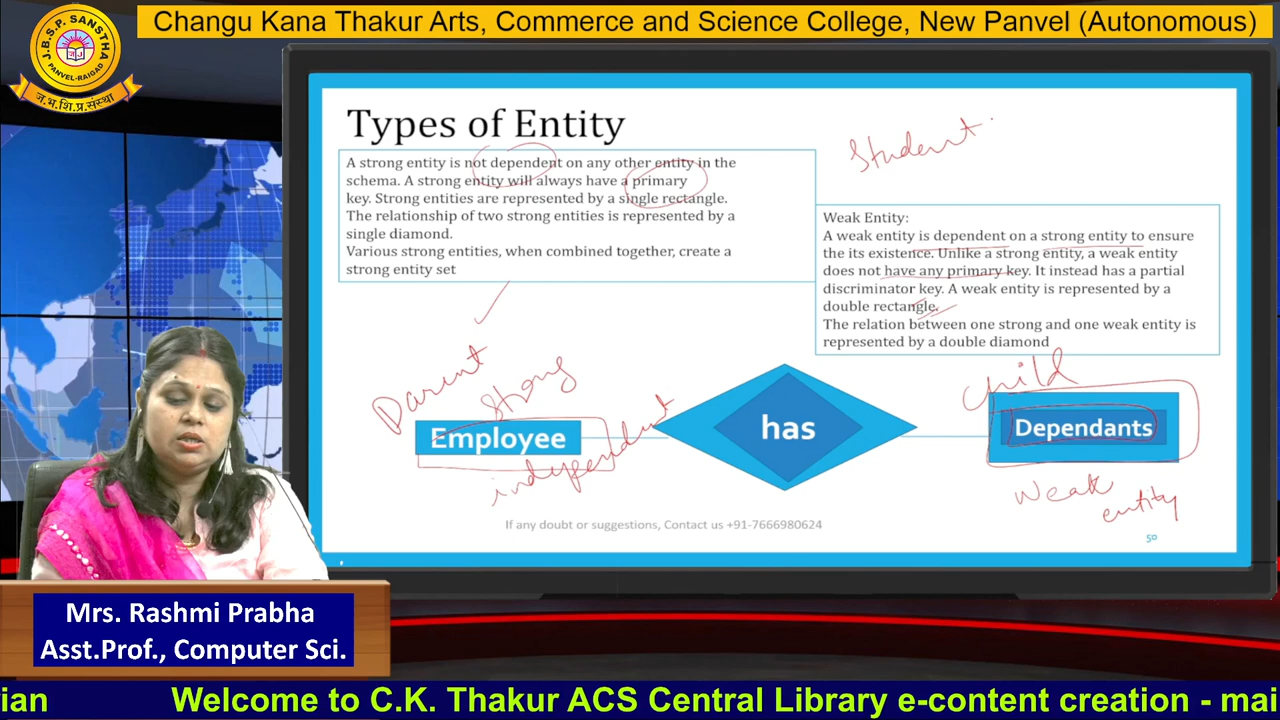 Changu Kana Thakur Arts, Commerce and Science College, New Panvel (Autonomous)
J.B.S.P. SANSTHA
PANVEL-RAIGAD
ज.भ.शि.प्र.संस्था
Types of Entity
Student
A strong entity is not dependent on any other entity in the
schema. A strong entity will always have a primary
key. Strong entities are represented by a single rectangle.
The relationship of two strong entities is represented by a
single diamond.
Various strong entities, when combined together, create a
strong entity set
Weak Entity:
A weak entity is dependent on a strong entity to ensure
the its existence. Unlike a strong entity, a weak entity
does not have any primary key. It instead has a partial
discriminator key. A weak entity is represented by a
double rectangle.
The relation between one strong and one weak entity is
represented by a double diamond
Parent
Strong
Child
Employee
has
Dependants
independent
Weak
entity
If any doubt or suggestions, Contact us +91-7666980624
50
Mrs. Rashmi Prabha
Asst.Prof., Computer Sci.
rian Welcome to C.K. Thakur ACS Central Library e-content creation - mai